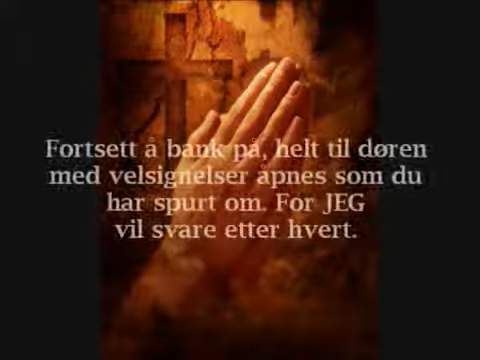 Fortsett å bank på, helt til døren
med velsignelser åpnes som du
har spurt om. For JEG
vil svare etter hvert.